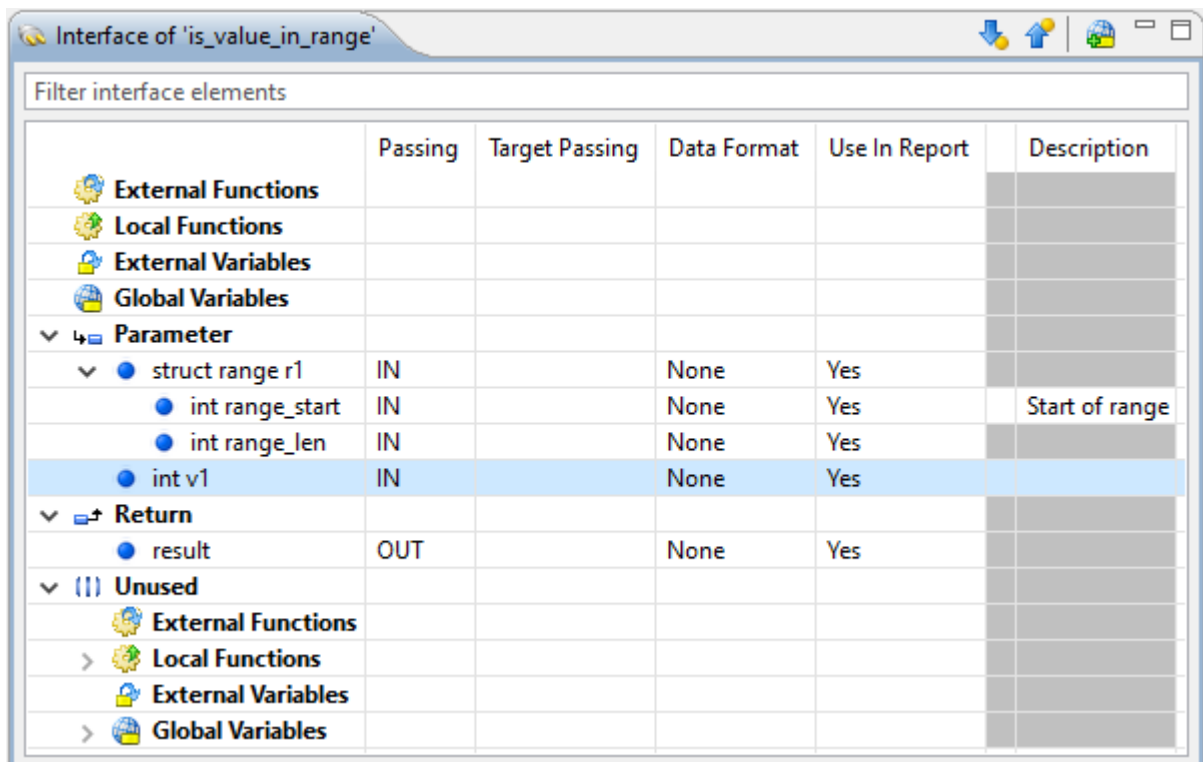 Interface of 'is_value_in_range'
Filter interface elements
Passing Target Passing Data Format Use In Report Description
External Functions
Local Functions
External Variables
Global Variables
Parameter
struct range r1 IN None Yes
int range_start IN None Yes Start of range
int range_len IN None Yes
int v1 IN None Yes
Return
result OUT None Yes
Unused
External Functions
Local Functions
External Variables
Global Variables